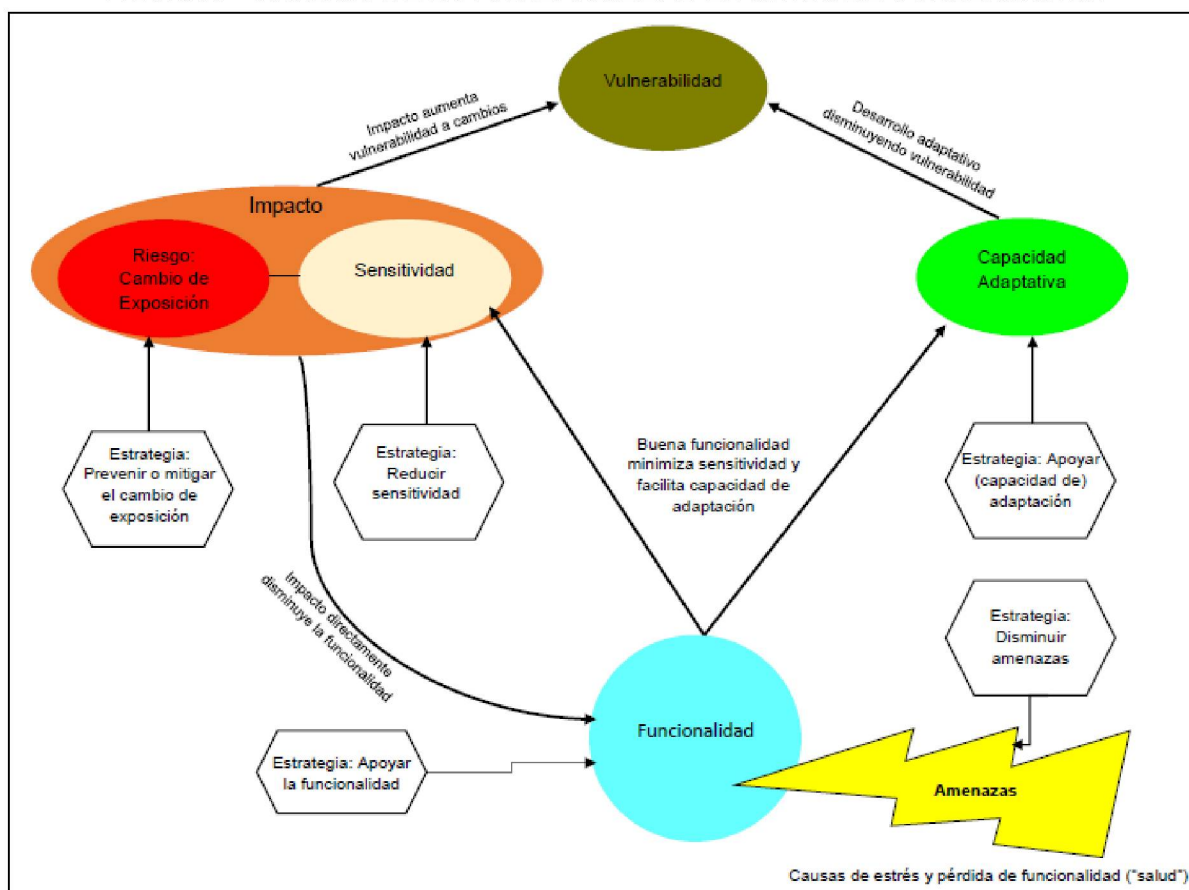 Vulnerabilidad
Impacto aumenta
vulnerabilidad a cambios
Desarrollo adaptativo
disminuyendo vulnerabilidad
Impacto
Riesgo:
Cambio de
Exposición
Sensitividad
Capacidad
Adaptativa
Estrategia:
Prevenir o mitigar
el cambio de
exposición
Estrategia:
Reducir
sensitividad
Buena funcionalidad
minimiza sensitividad y
facilita capacidad de
adaptación
Estrategia: Apoyar
(capacidad de)
adaptación
Impacto directamente
disminuye la funcionalidad
Estrategia:
Disminuir
amenazas
Funcionalidad
Estrategia: Apoyar
la funcionalidad
Amenazas
Causas de estrés y pérdida de funcionalidad ("salud")